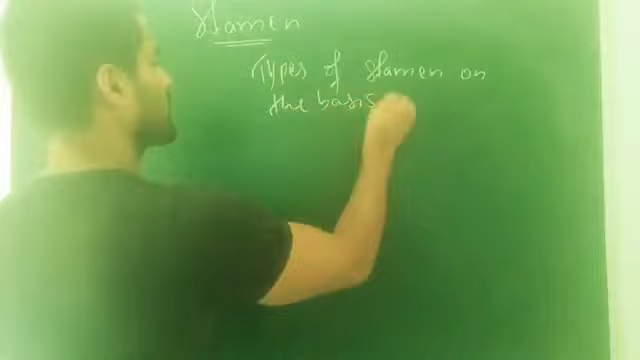 Stamen
Types of stamen on
the basis